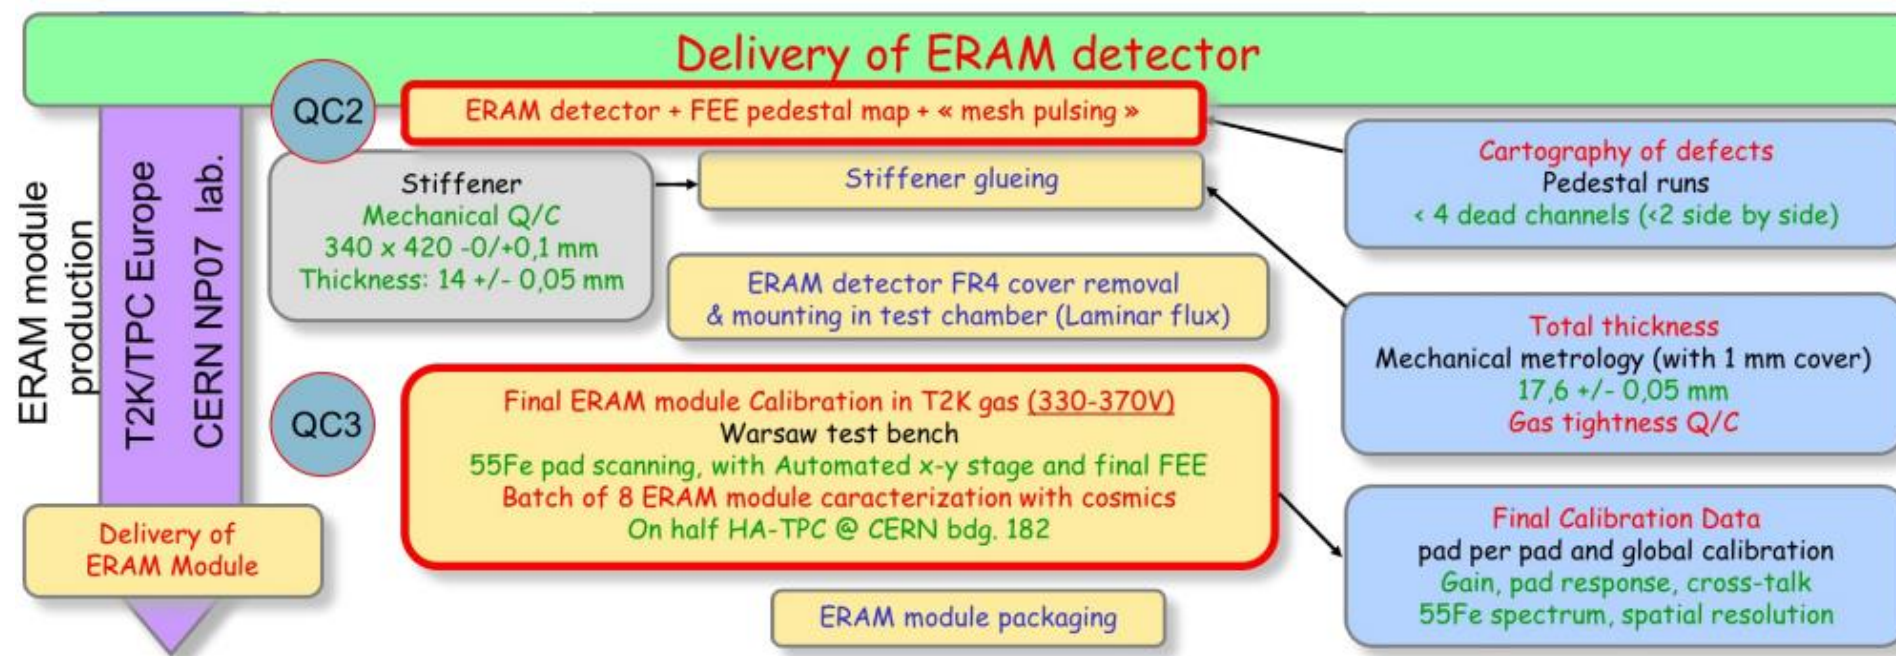 Delivery of ERAM detector
QC2
ERAM detector + FEE pedestal map + « mesh pulsing »
Stiffener
Mechanical Q/C
340 x 420 -0/+0,1 mm
Thickness: 14 +/- 0,05 mm
Stiffener glueing
Cartography of defects
Pedestal runs
< 4 dead channels (<2 side by side)
ERAM module
production
T2K/TPC Europe
CERN NP07 lab.
ERAM detector FR4 cover removal
& mounting in test chamber (Laminar flux)
Total thickness
Mechanical metrology (with 1 mm cover)
17,6 +/- 0,05 mm
Gas tightness Q/C
QC3
Final ERAM module Calibration in T2K gas (330-370V)
Warsaw test bench
55Fe pad scanning, with Automated x-y stage and final FEE
Batch of 8 ERAM module caracterization with cosmics
On half HA-TPC @ CERN bdg. 182
Final Calibration Data
pad per pad and global calibration
Gain, pad response, cross-talk
55Fe spectrum, spatial resolution
Delivery of
ERAM Module
ERAM module packaging